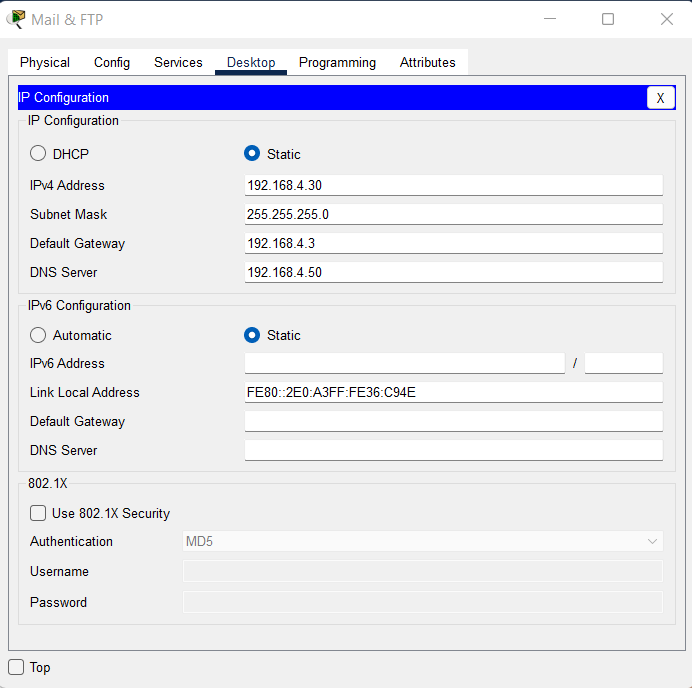 Mail & FTP
Physical Config Services Desktop Programming Attributes
IP Configuration X
IP Configuration
DHCP Static
IPv4 Address 192.168.4.30
Subnet Mask 255.255.255.0
Default Gateway 192.168.4.3
DNS Server 192.168.4.50
IPv6 Configuration
Automatic Static
IPv6 Address /
Link Local Address FE80::2E0:A3FF:FE36:C94E
Default Gateway
DNS Server
802.1X
Use 802.1X Security
Authentication MD5
Username
Password
Top